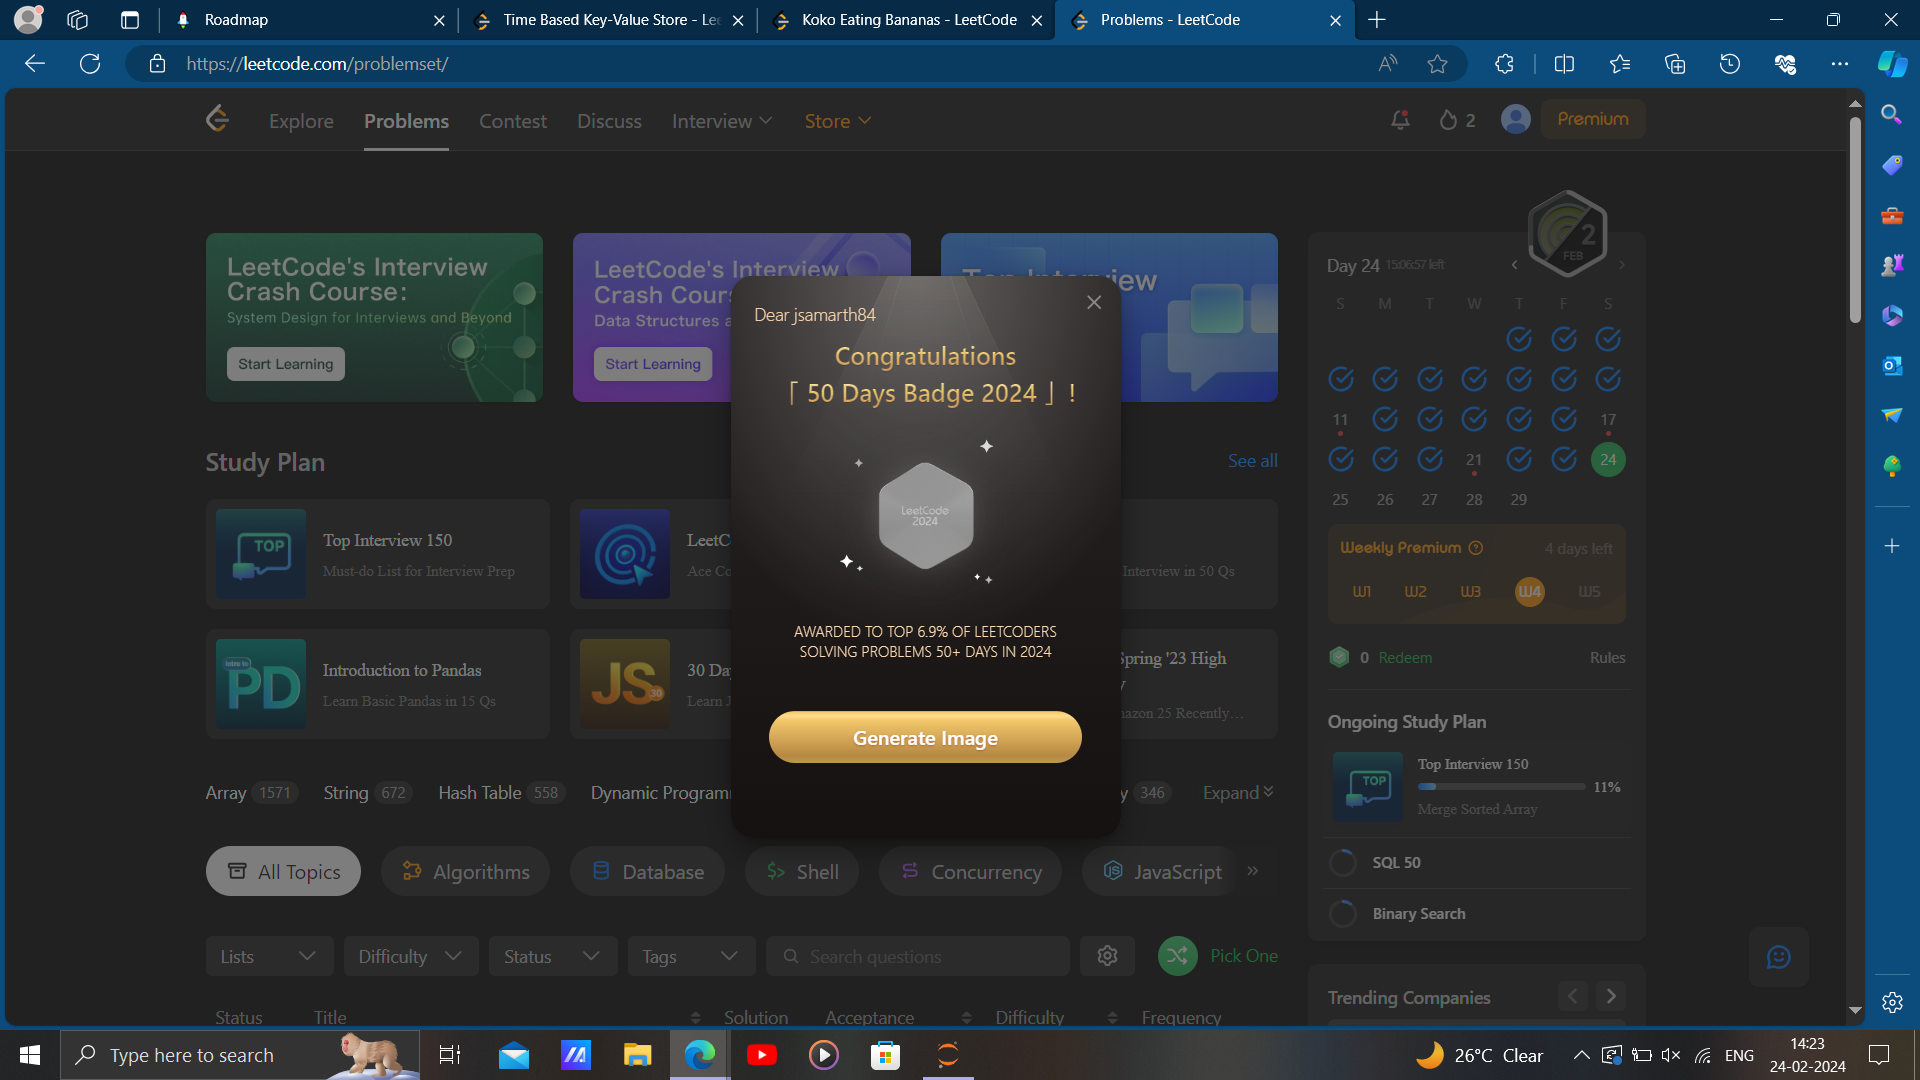 Roadmap
Time Based Key-Value Store - Le
Koko Eating Bananas - LeetCode
Problems - LeetCode
https://leetcode.com/problemset/
Explore
Problems
Contest
Discuss
Interview
Store
2
Premium
LeetCode's Interview
Crash Course:
System Design for Interviews and Beyond
Start Learning
LeetCode's Interview
Crash Cour
Data Structures a
Start Learning
Top Interview
Day 24 15:06:57 left
2
FEB
S M T W T F S
11 17
21 24
25 26 27 28 29
Weekly Premium
4 days left
W1 W2 W3 W4 W5
0 Redeem
Rules
Ongoing Study Plan
TOP
Top Interview 150
11%
Merge Sorted Array
SQL 50
Binary Search
Trending Companies
Dear jsamarth84
Congratulations
「 50 Days Badge 2024 」 !
LeetCode
2024
AWARDED TO TOP 6.9% OF LEETCODERS
SOLVING PROBLEMS 50+ DAYS IN 2024
Generate Image
Study Plan
See all
TOP
Top Interview 150
Must-do List for Interview Prep
LeetC
Ace Co
Interview in 50 Qs
Intro to
PD
Introduction to Pandas
Learn Basic Pandas in 15 Qs
JS
30
30 Da
Learn J
Spring '23 High
y
mazon 25 Recently…
Array 1571
String 672
Hash Table 558
Dynamic Program
y 346
Expand
All Topics
Algorithms
Database
$> Shell
Concurrency
JS JavaScript
Lists
Difficulty
Status
Tags
Search questions
Pick One
Status
Title
Solution
Acceptance
Difficulty
Frequency
Type here to search
26°C Clear
ENG
14:23
24-02-2024